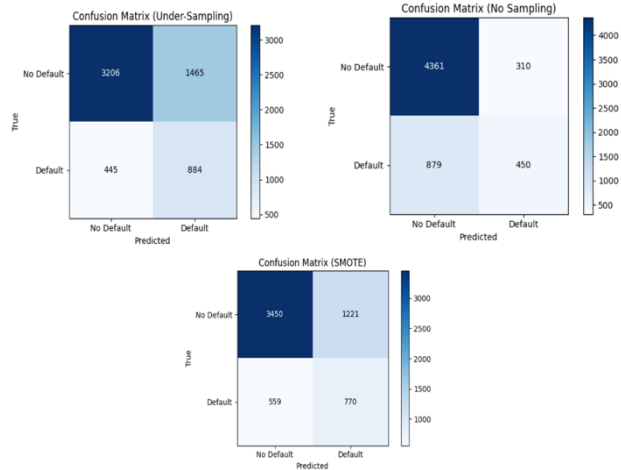 Confusion Matrix (Under-Sampling)
True
No Default
Default
3206
1465
445
884
No Default
Default
Predicted
3000
2500
2000
1500
1000
500
Confusion Matrix (No Sampling)
True
No Default
Default
4361
310
879
450
No Default
Default
Predicted
4000
3500
3000
2500
2000
1500
1000
500
Confusion Matrix (SMOTE)
True
No Default
Default
3450
1221
559
770
No Default
Default
Predicted
3000
2500
2000
1500
1000